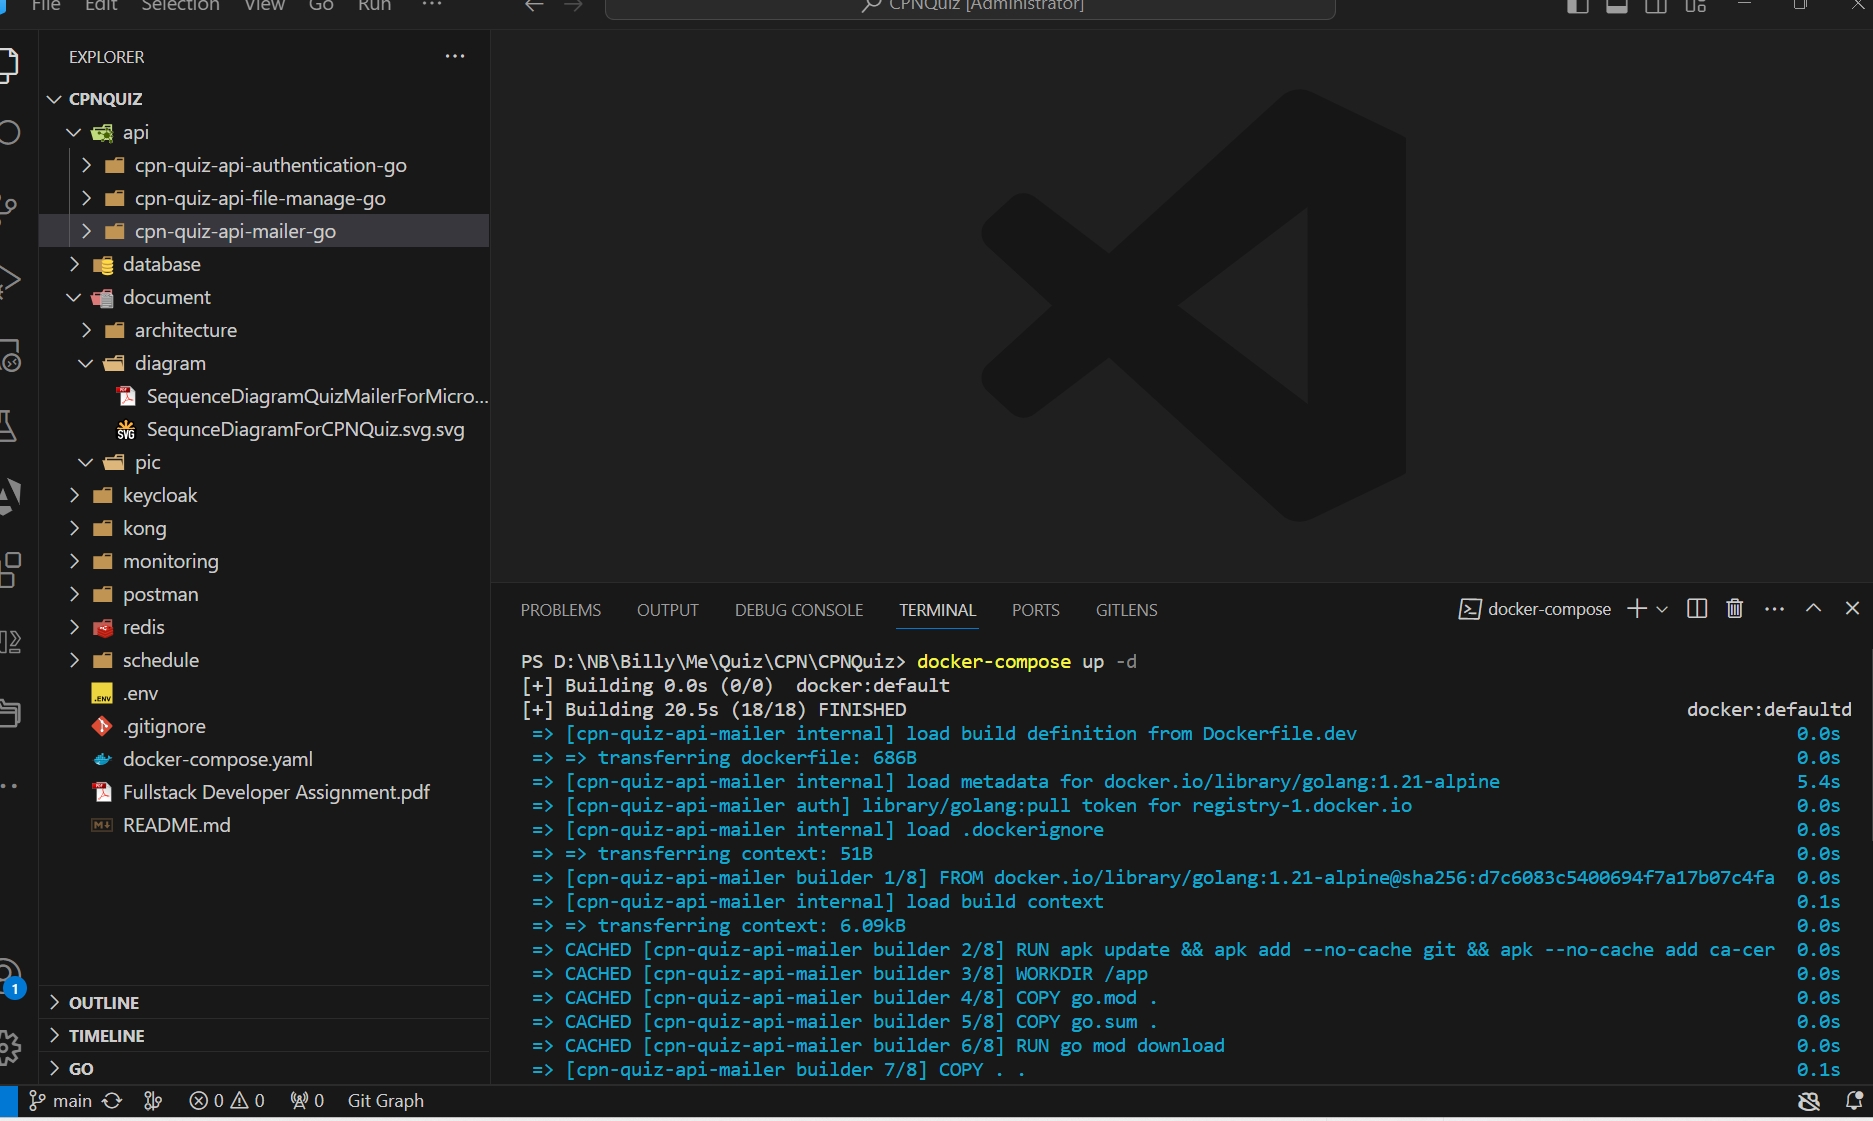 File Edit Selection View Go Run ···
CPNQuiz [Administrator]
EXPLORER
CPNQUIZ
api
cpn-quiz-api-authentication-go
cpn-quiz-api-file-manage-go
cpn-quiz-api-mailer-go
database
document
architecture
diagram
SequenceDiagramQuizMailerForMicro...
SequnceDiagramForCPNQuiz.svg.svg
pic
keycloak
kong
monitoring
postman
redis
schedule
.env
.gitignore
docker-compose.yaml
Fullstack Developer Assignment.pdf
README.md
OUTLINE
TIMELINE
GO
PROBLEMS OUTPUT DEBUG CONSOLE TERMINAL PORTS GITLENS docker-compose
PS D:\NB\Billy\Me\Quiz\CPN\CPNQuiz> docker-compose up -d
[+] Building 0.0s (0/0)  docker:default
[+] Building 20.5s (18/18) FINISHED docker:defaultd
=> [cpn-quiz-api-mailer internal] load build definition from Dockerfile.dev 0.0s
=> => transferring dockerfile: 686B 0.0s
=> [cpn-quiz-api-mailer internal] load metadata for docker.io/library/golang:1.21-alpine 5.4s
=> [cpn-quiz-api-mailer auth] library/golang:pull token for registry-1.docker.io 0.0s
=> [cpn-quiz-api-mailer internal] load .dockerignore 0.0s
=> => transferring context: 51B 0.0s
=> [cpn-quiz-api-mailer builder 1/8] FROM docker.io/library/golang:1.21-alpine@sha256:d7c6083c5400694f7a17b07c4fa 0.0s
=> [cpn-quiz-api-mailer internal] load build context 0.1s
=> => transferring context: 6.09kB 0.0s
=> CACHED [cpn-quiz-api-mailer builder 2/8] RUN apk update && apk add --no-cache git && apk --no-cache add ca-cer 0.0s
=> CACHED [cpn-quiz-api-mailer builder 3/8] WORKDIR /app 0.0s
=> CACHED [cpn-quiz-api-mailer builder 4/8] COPY go.mod . 0.0s
=> CACHED [cpn-quiz-api-mailer builder 5/8] COPY go.sum . 0.0s
=> CACHED [cpn-quiz-api-mailer builder 6/8] RUN go mod download 0.0s
=> [cpn-quiz-api-mailer builder 7/8] COPY . . 0.1s
1
main 0 0 0 Git Graph